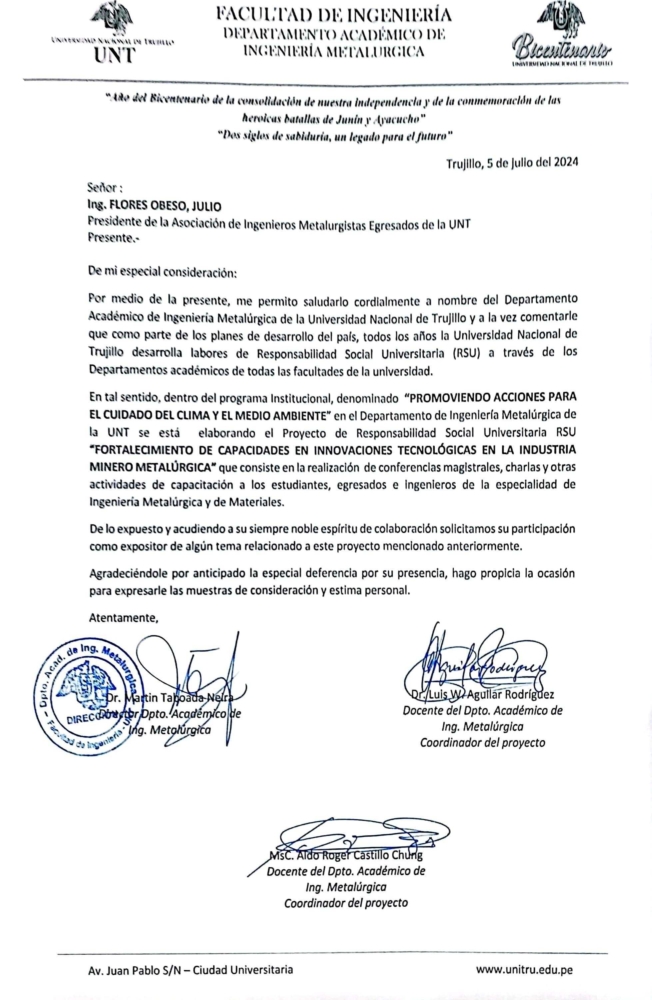 UNIVERSIDAD NACIONAL DE TRUJILLO
UNT
FACULTAD DE INGENIERÍA
DEPARTAMENTO ACADÉMICO DE
INGENIERÍA METALURGICA
Bicentenario
UNIVERSIDAD NACIONAL DE TRUJILLO
“Año del Bicentenario de la consolidación de nuestra independencia y de la conmemoración de las
heroicas batallas de Junín y Ayacucho”
“Dos siglos de sabiduría, un legado para el futuro”
Trujillo, 5 de julio del 2024
Señor :
Ing. FLORES OBESO, JULIO
Presidente de la Asociación de Ingenieros Metalurgistas Egresados de la UNT
Presente.-
De mi especial consideración:
Por medio de la presente, me permito saludarlo cordialmente a nombre del Departamento
Académico de Ingeniería Metalúrgica de la Universidad Nacional de Trujillo y a la vez comentarle
que como parte de los planes de desarrollo del país, todos los años la Universidad Nacional de
Trujillo desarrolla labores de Responsabilidad Social Universitaria (RSU) a través de los
Departamentos académicos de todas las facultades de la universidad.
En tal sentido, dentro del programa Institucional, denominado “PROMOVIENDO ACCIONES PARA
EL CUIDADO DEL CLIMA Y EL MEDIO AMBIENTE” en el Departamento de Ingeniería Metalúrgica de
la UNT se está elaborando el Proyecto de Responsabilidad Social Universitaria RSU
“FORTALECIMIENTO DE CAPACIDADES EN INNOVACIONES TECNOLÓGICAS EN LA INDUSTRIA
MINERO METALÚRGICA” que consiste en la realización de conferencias magistrales, charlas y otras
actividades de capacitación a los estudiantes, egresados e ingenieros de la especialidad de
Ingeniería Metalúrgica y de Materiales.
De lo expuesto y acudiendo a su siempre noble espíritu de colaboración solicitamos su participación
como expositor de algún tema relacionado a este proyecto mencionado anteriormente.
Agradeciéndole por anticipado la especial deferencia por su presencia, hago propicia la ocasión
para expresarle las muestras de consideración y estima personal.
Atentamente,
Dpto. Acad. de Ing. Metalurgica
Facultad de Ingeniería - UNT
Dr. Martin Taboada Neira
Director Dpto. Académico de
Ing. Metalúrgica
Dr. Luis W. Aguilar Rodríguez
Docente del Dpto. Académico de
Ing. Metalúrgica
Coordinador del proyecto
MsC. Aldo Roger Castillo Chung
Docente del Dpto. Académico de
Ing. Metalúrgica
Coordinador del proyecto
Av. Juan Pablo S/N – Ciudad Universitaria
www.unitru.edu.pe